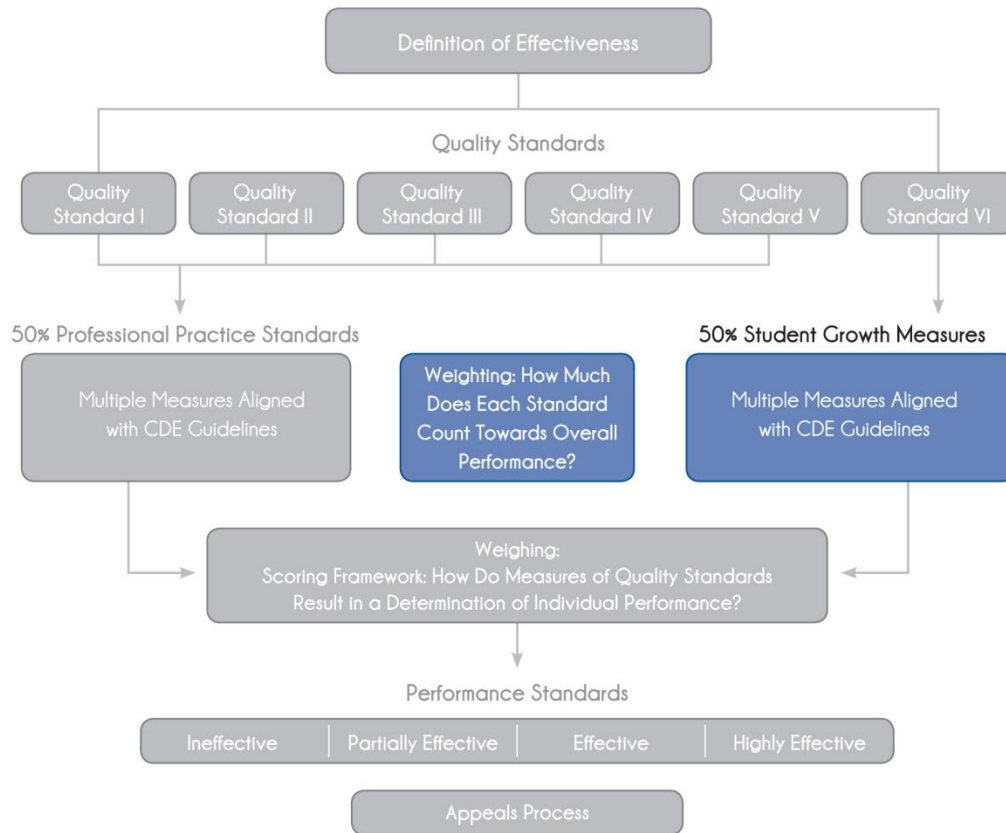 Definition of Effectiveness
Quality Standards
Quality
Standard I
Quality
Standard II
Quality
Standard III
Quality
Standard IV
Quality
Standard V
Quality
Standard VI
50% Professional Practice Standards
Multiple Measures Aligned
with CDE Guidelines
Weighting: How Much
Does Each Standard
Count Towards Overall
Performance?
50% Student Growth Measures
Multiple Measures Aligned
with CDE Guidelines
Weighing:
Scoring Framework: How Do Measures of Quality Standards
Result in a Determination of Individual Performance?
Performance Standards
Ineffective
Partially Effective
Effective
Highly Effective
Appeals Process